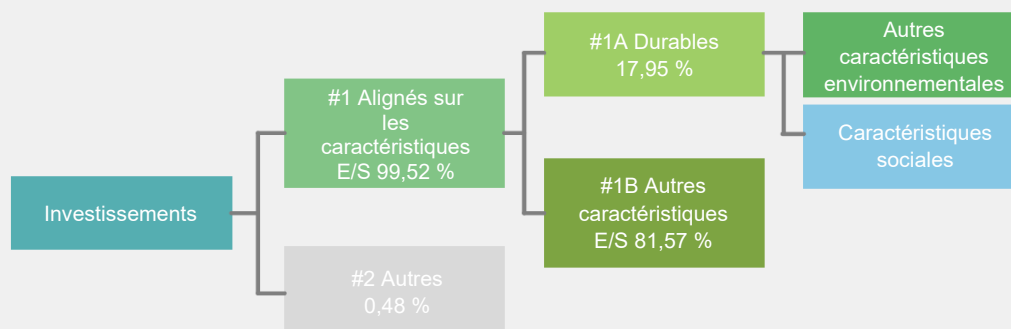 Investissements
#1 Alignés sur
les
caractéristiques
E/S 99,52 %
#2 Autres
0,48 %
#1A Durables
17,95 %
#1B Autres
caractéristiques
E/S 81,57 %
Autres
caractéristiques
environnementales
Caractéristiques
sociales